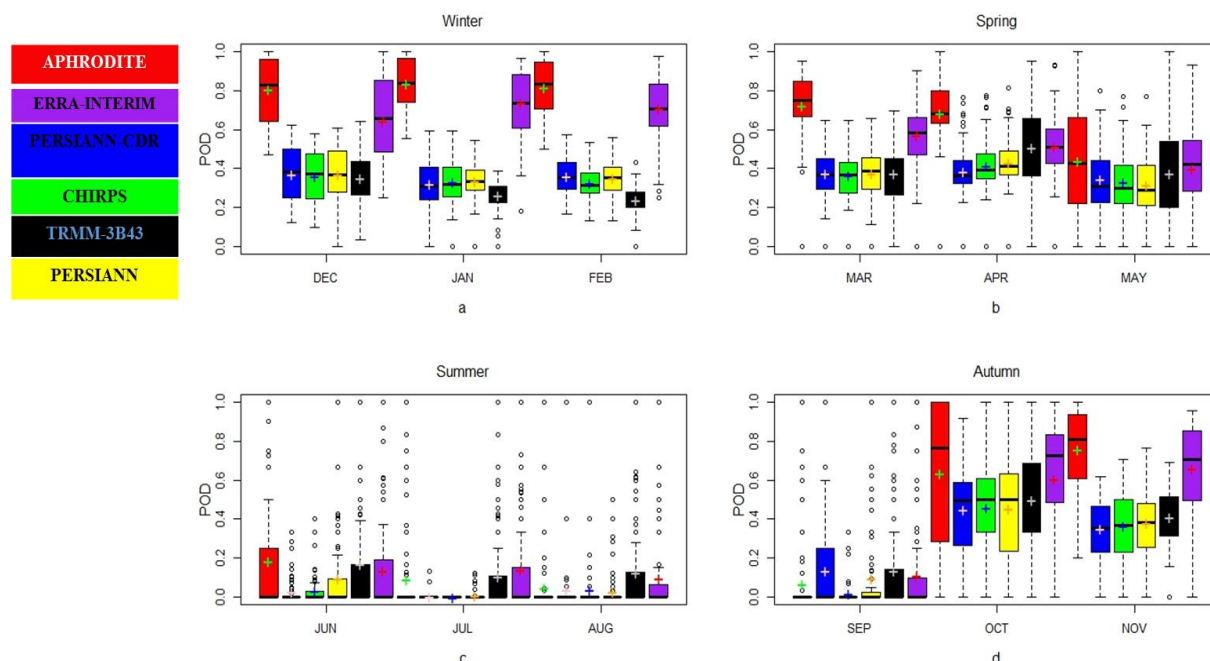 APHRODITE
ERRA-INTERIM
PERSIANN-CDR
CHIRPS
TRMM-3B43
PERSIANN
Winter
POD
0.0 0.2 0.4 0.6 0.8 1.0
DEC JAN FEB
a
Spring
POD
0.0 0.2 0.4 0.6 0.8 1.0
MAR APR MAY
b
Summer
POD
0.0 0.2 0.4 0.6 0.8 1.0
JUN JUL AUG
c
Autumn
POD
0.0 0.2 0.4 0.6 0.8 1.0
SEP OCT NOV
d